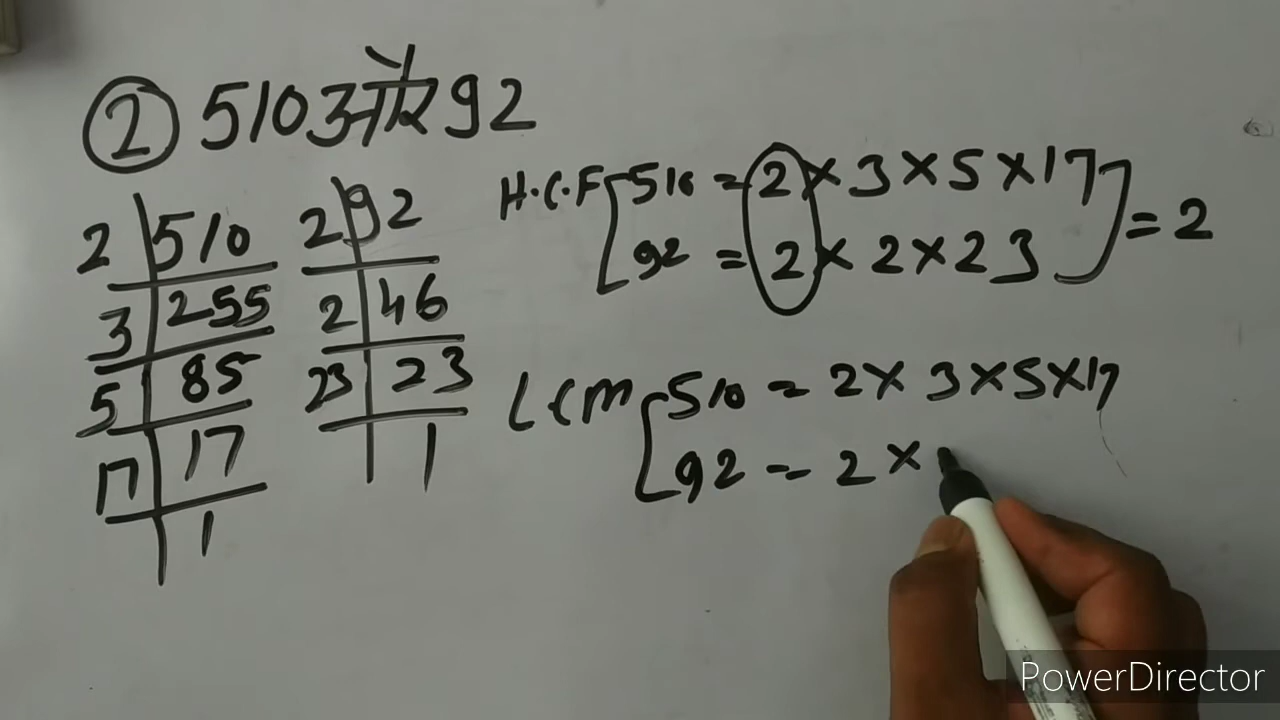 ② 510 और 92
2 | 510
3 | 255
5 | 85
17 | 17
1
2 | 92
2 | 46
23 | 23
1
H.C.F [510 = 2 × 3 × 5 × 17
92 = 2 × 2 × 23] = 2
LCM [510 = 2 × 3 × 5 × 17
92 = 2 ×
PowerDirector